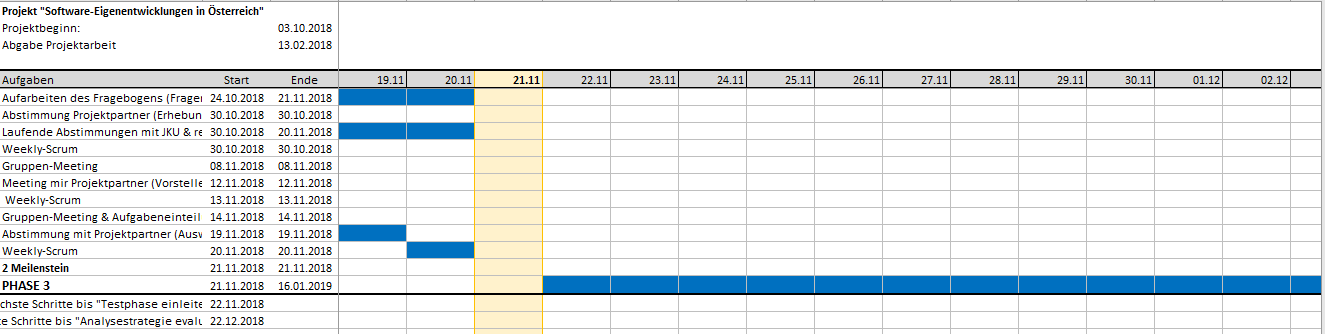 Projekt "Software-Eigenentwicklungen in Österreich"
Projektbeginn: 03.10.2018
Abgabe Projektarbeit 13.02.2018
Aufgaben Start Ende 19.11 20.11 21.11 22.11 23.11 24.11 25.11 26.11 27.11 28.11 29.11 30.11 01.12 02.12
Aufarbeiten des Fragebogens (Frager 24.10.2018 21.11.2018
Abstimmung Projektpartner (Erhebun 30.10.2018 30.10.2018
Laufende Abstimmungen mit JKU & re 30.10.2018 20.11.2018
Weekly-Scrum 30.10.2018 30.10.2018
Gruppen-Meeting 08.11.2018 08.11.2018
Meeting mir Projektpartner (Vorstelle 12.11.2018 12.11.2018
Weekly-Scrum 13.11.2018 13.11.2018
Gruppen-Meeting & Aufgabeneinteil 14.11.2018 14.11.2018
Abstimmung mit Projektpartner (Ausw 19.11.2018 19.11.2018
Weekly-Scrum 20.11.2018 20.11.2018
2 Meilenstein 21.11.2018 21.11.2018
PHASE 3 21.11.2018 16.01.2019
chste Schritte bis "Testphase einleite 22.11.2018
te Schritte bis "Analysestrategie evalu 22.12.2018